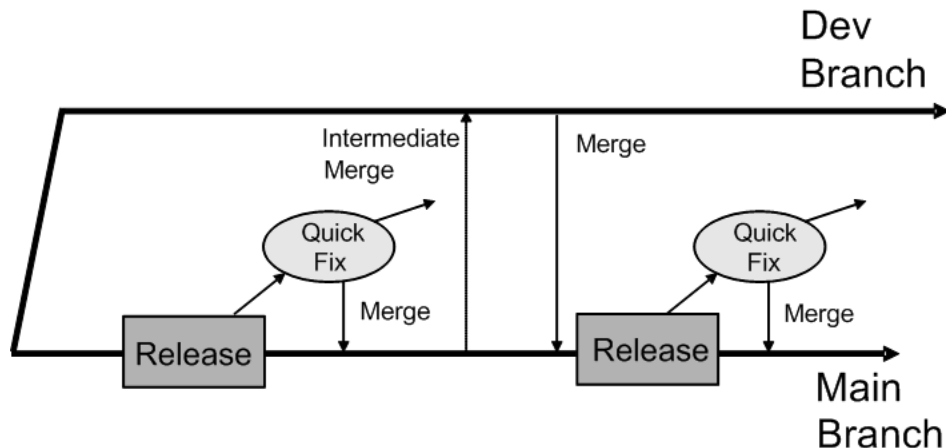 Dev
Branch
Intermediate
Merge
Merge
Quick
Fix
Quick
Fix
Merge
Merge
Release
Release
Main
Branch